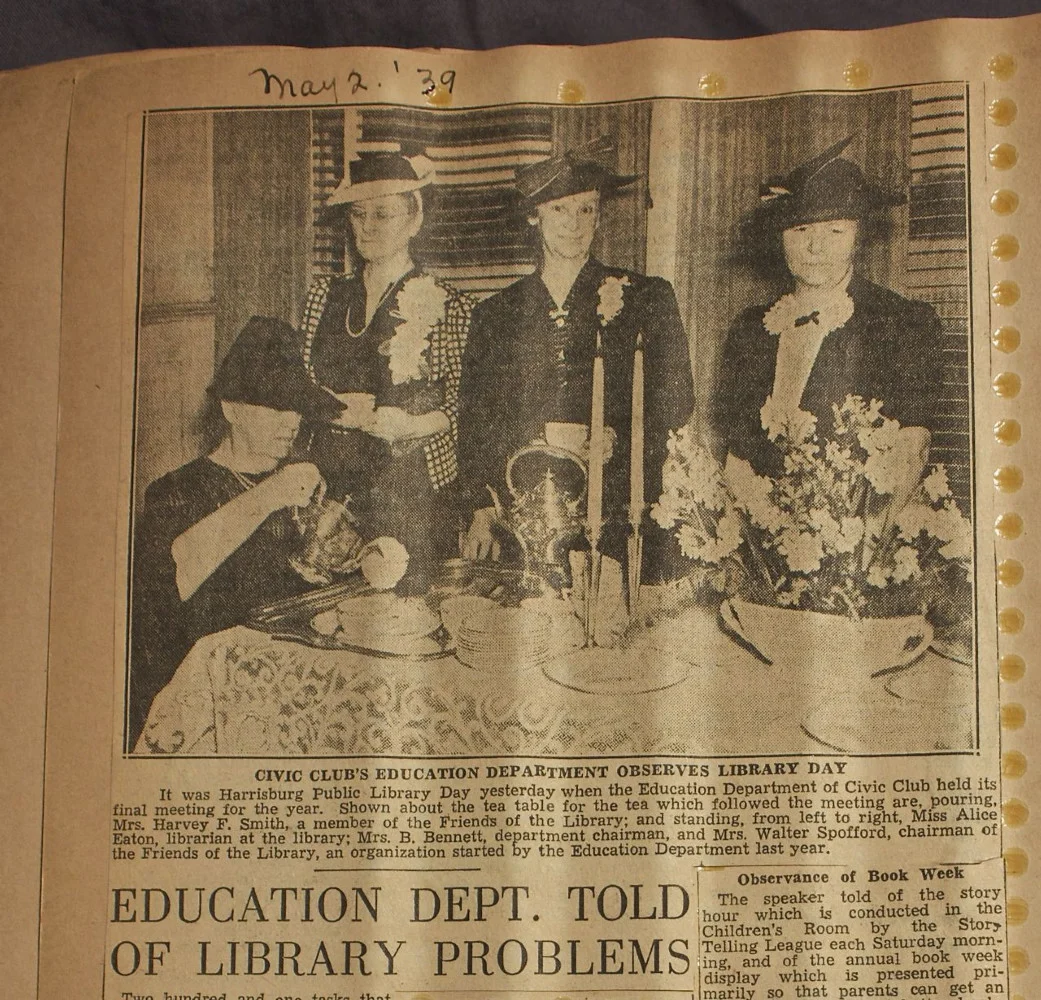 May 2. '39
CIVIC CLUB'S EDUCATION DEPARTMENT OBSERVES LIBRARY DAY
It was Harrisburg Public Library Day yesterday when the Education Department of Civic Club held its
final meeting for the year. Shown about the tea table for the tea which followed the meeting are, pouring,
Mrs. Harvey F. Smith, a member of the Friends of the Library; and standing, from left to right, Miss Alice
Eaton, librarian at the library; Mrs. B. Bennett, department chairman, and Mrs. Walter Spofford, chairman of
the Friends of the Library, an organization started by the Education Department last year.
EDUCATION DEPT. TOLD
OF LIBRARY PROBLEMS
Two hundred and one tasks that
Observance of Book Week
The speaker told of the story
hour which is conducted in the
Children's Room by the Story
Telling League each Saturday morn-
ing, and of the annual book week
display which is presented pri-
marily so that parents can get an